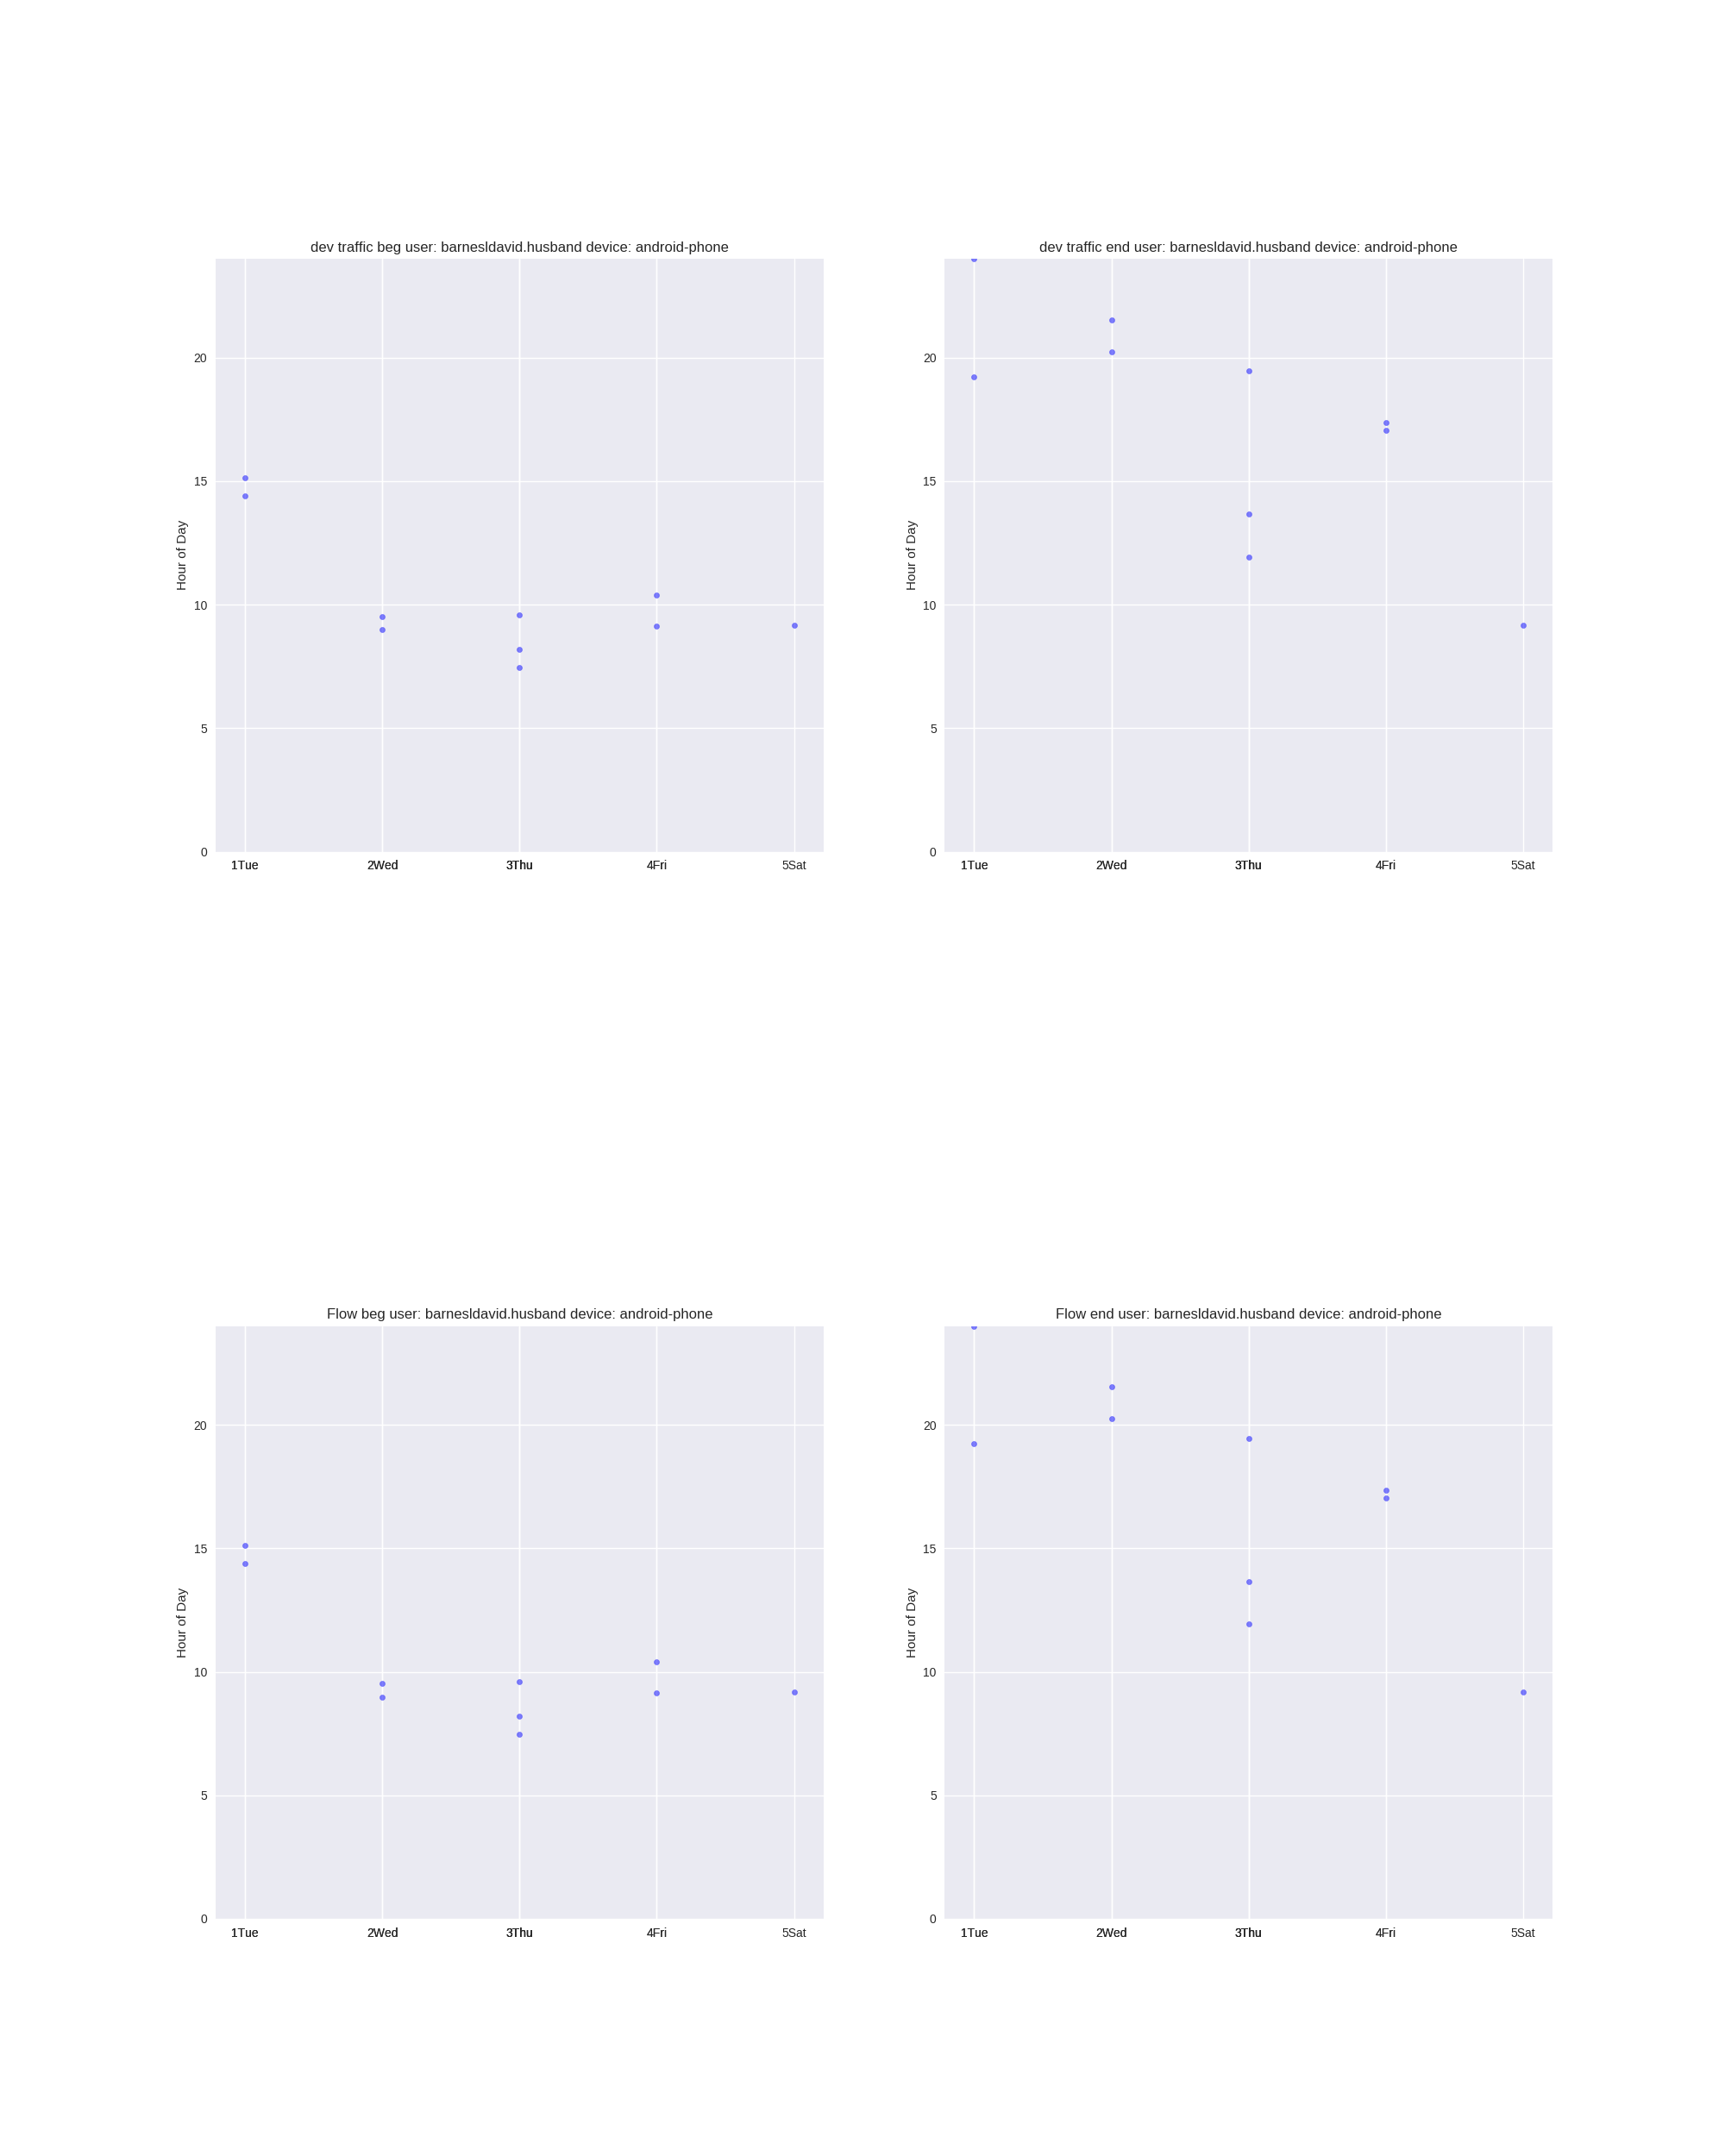 dev traffic beg user: barnesldavid.husband device: android-phone
Hour of Day
20
15
10
5
0
1Tue 2Wed 3Thu 4Fri 5Sat
dev traffic end user: barnesldavid.husband device: android-phone
Hour of Day
20
15
10
5
0
1Tue 2Wed 3Thu 4Fri 5Sat
Flow beg user: barnesldavid.husband device: android-phone
Hour of Day
20
15
10
5
0
1Tue 2Wed 3Thu 4Fri 5Sat
Flow end user: barnesldavid.husband device: android-phone
Hour of Day
20
15
10
5
0
1Tue 2Wed 3Thu 4Fri 5Sat